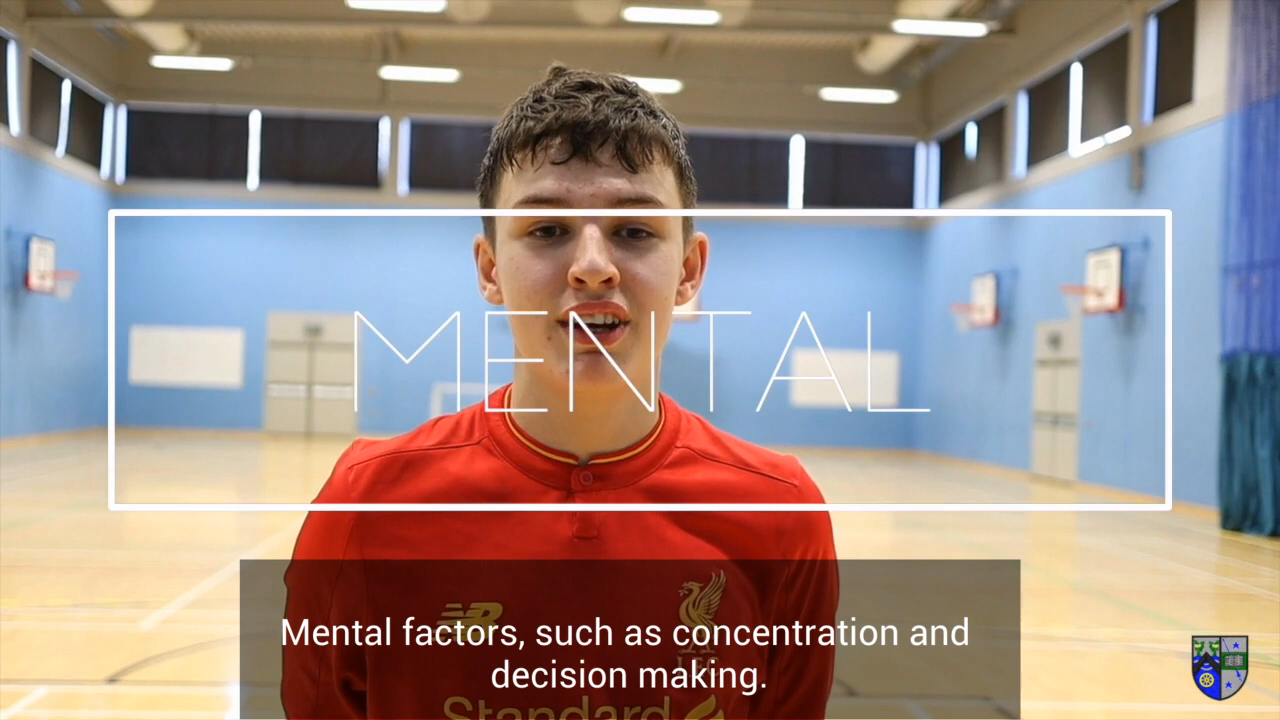 MENTAL
Mental factors, such as concentration and
decision making.
Standard